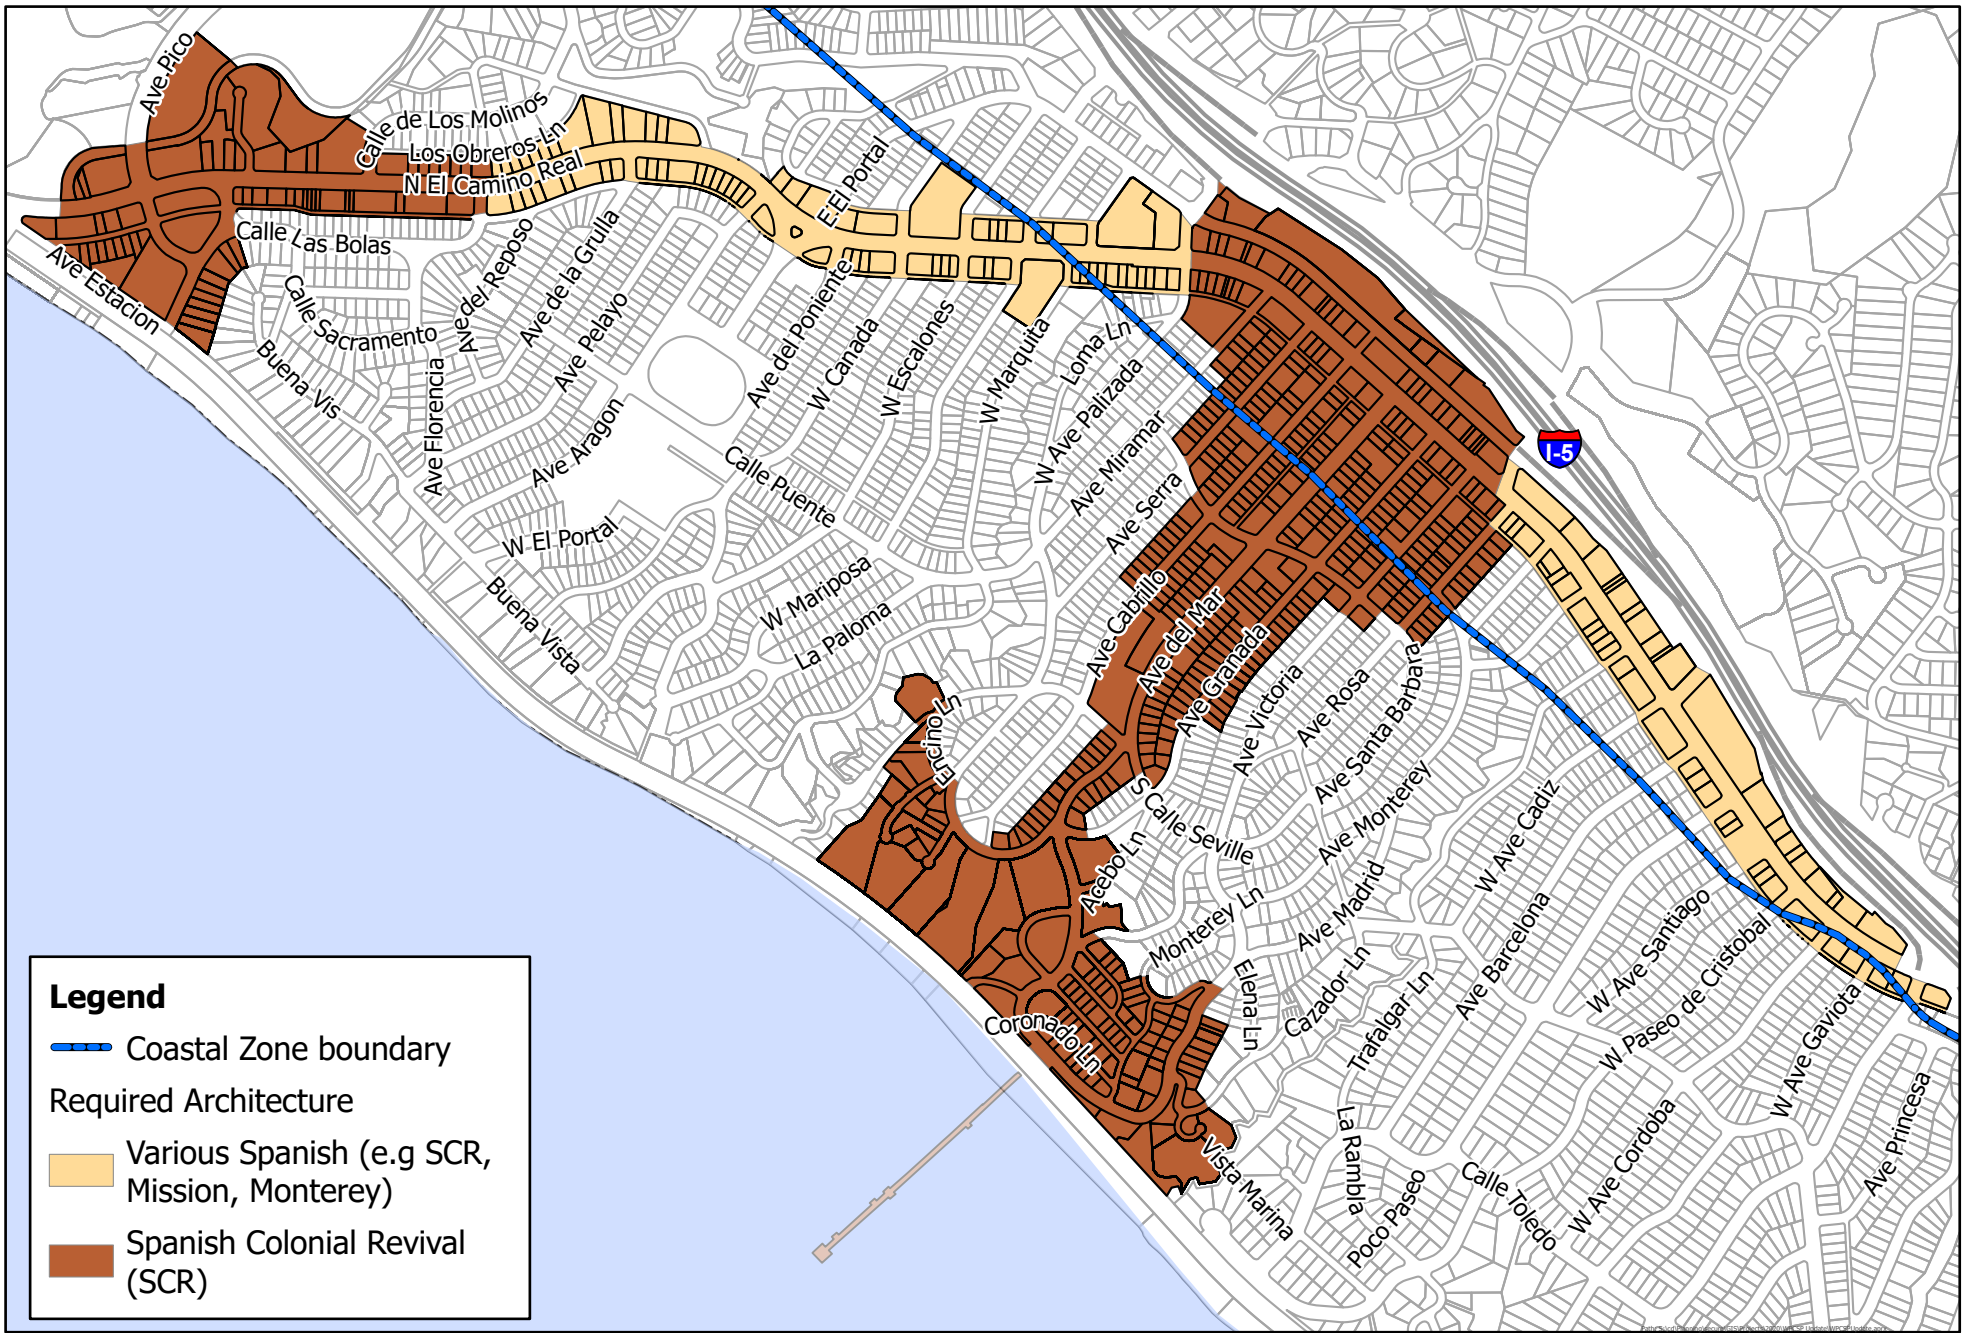 Ave Pico
Calle de Los Molinos
Los Obreros Ln
N El Camino Real
E El Portal
Calle Las Bolas
Ave Estacion
Calle Sacramento
Buena Vis
Ave Florencia
Ave del Reposo
Ave de la Grulla
Ave Pelayo
Ave Aragon
Ave del Poniente
W Canada
W Escalones
W Marquita
Loma Ln
W Ave Palizada
Ave Miramar
Ave Serra
I-5
Calle Puente
W El Portal
Buena Vista
W Mariposa
La Paloma
Encino Ln
Ave Cabrillo
Ave del Mar
Ave Granada
Ave Victoria
Ave Rosa
Ave Santa Barbara
Ave Monterey
S Calle Seville
Acebo Ln
Monterey Ln
Ave Madrid
W Ave Cadiz
Ave Barcelona
Elena Ln
Cazador Ln
Trafalgar Ln
W Ave Santiago
W Paseo de Cristobal
W Ave Gaviota
Ave Princesa
Coronado Ln
Vista Marina
La Rambla
Poco Paseo
Calle Toledo
W Ave Cordoba
Legend
Coastal Zone boundary
Required Architecture
Various Spanish (e.g SCR,
Mission, Monterey)
Spanish Colonial Revival
(SCR)